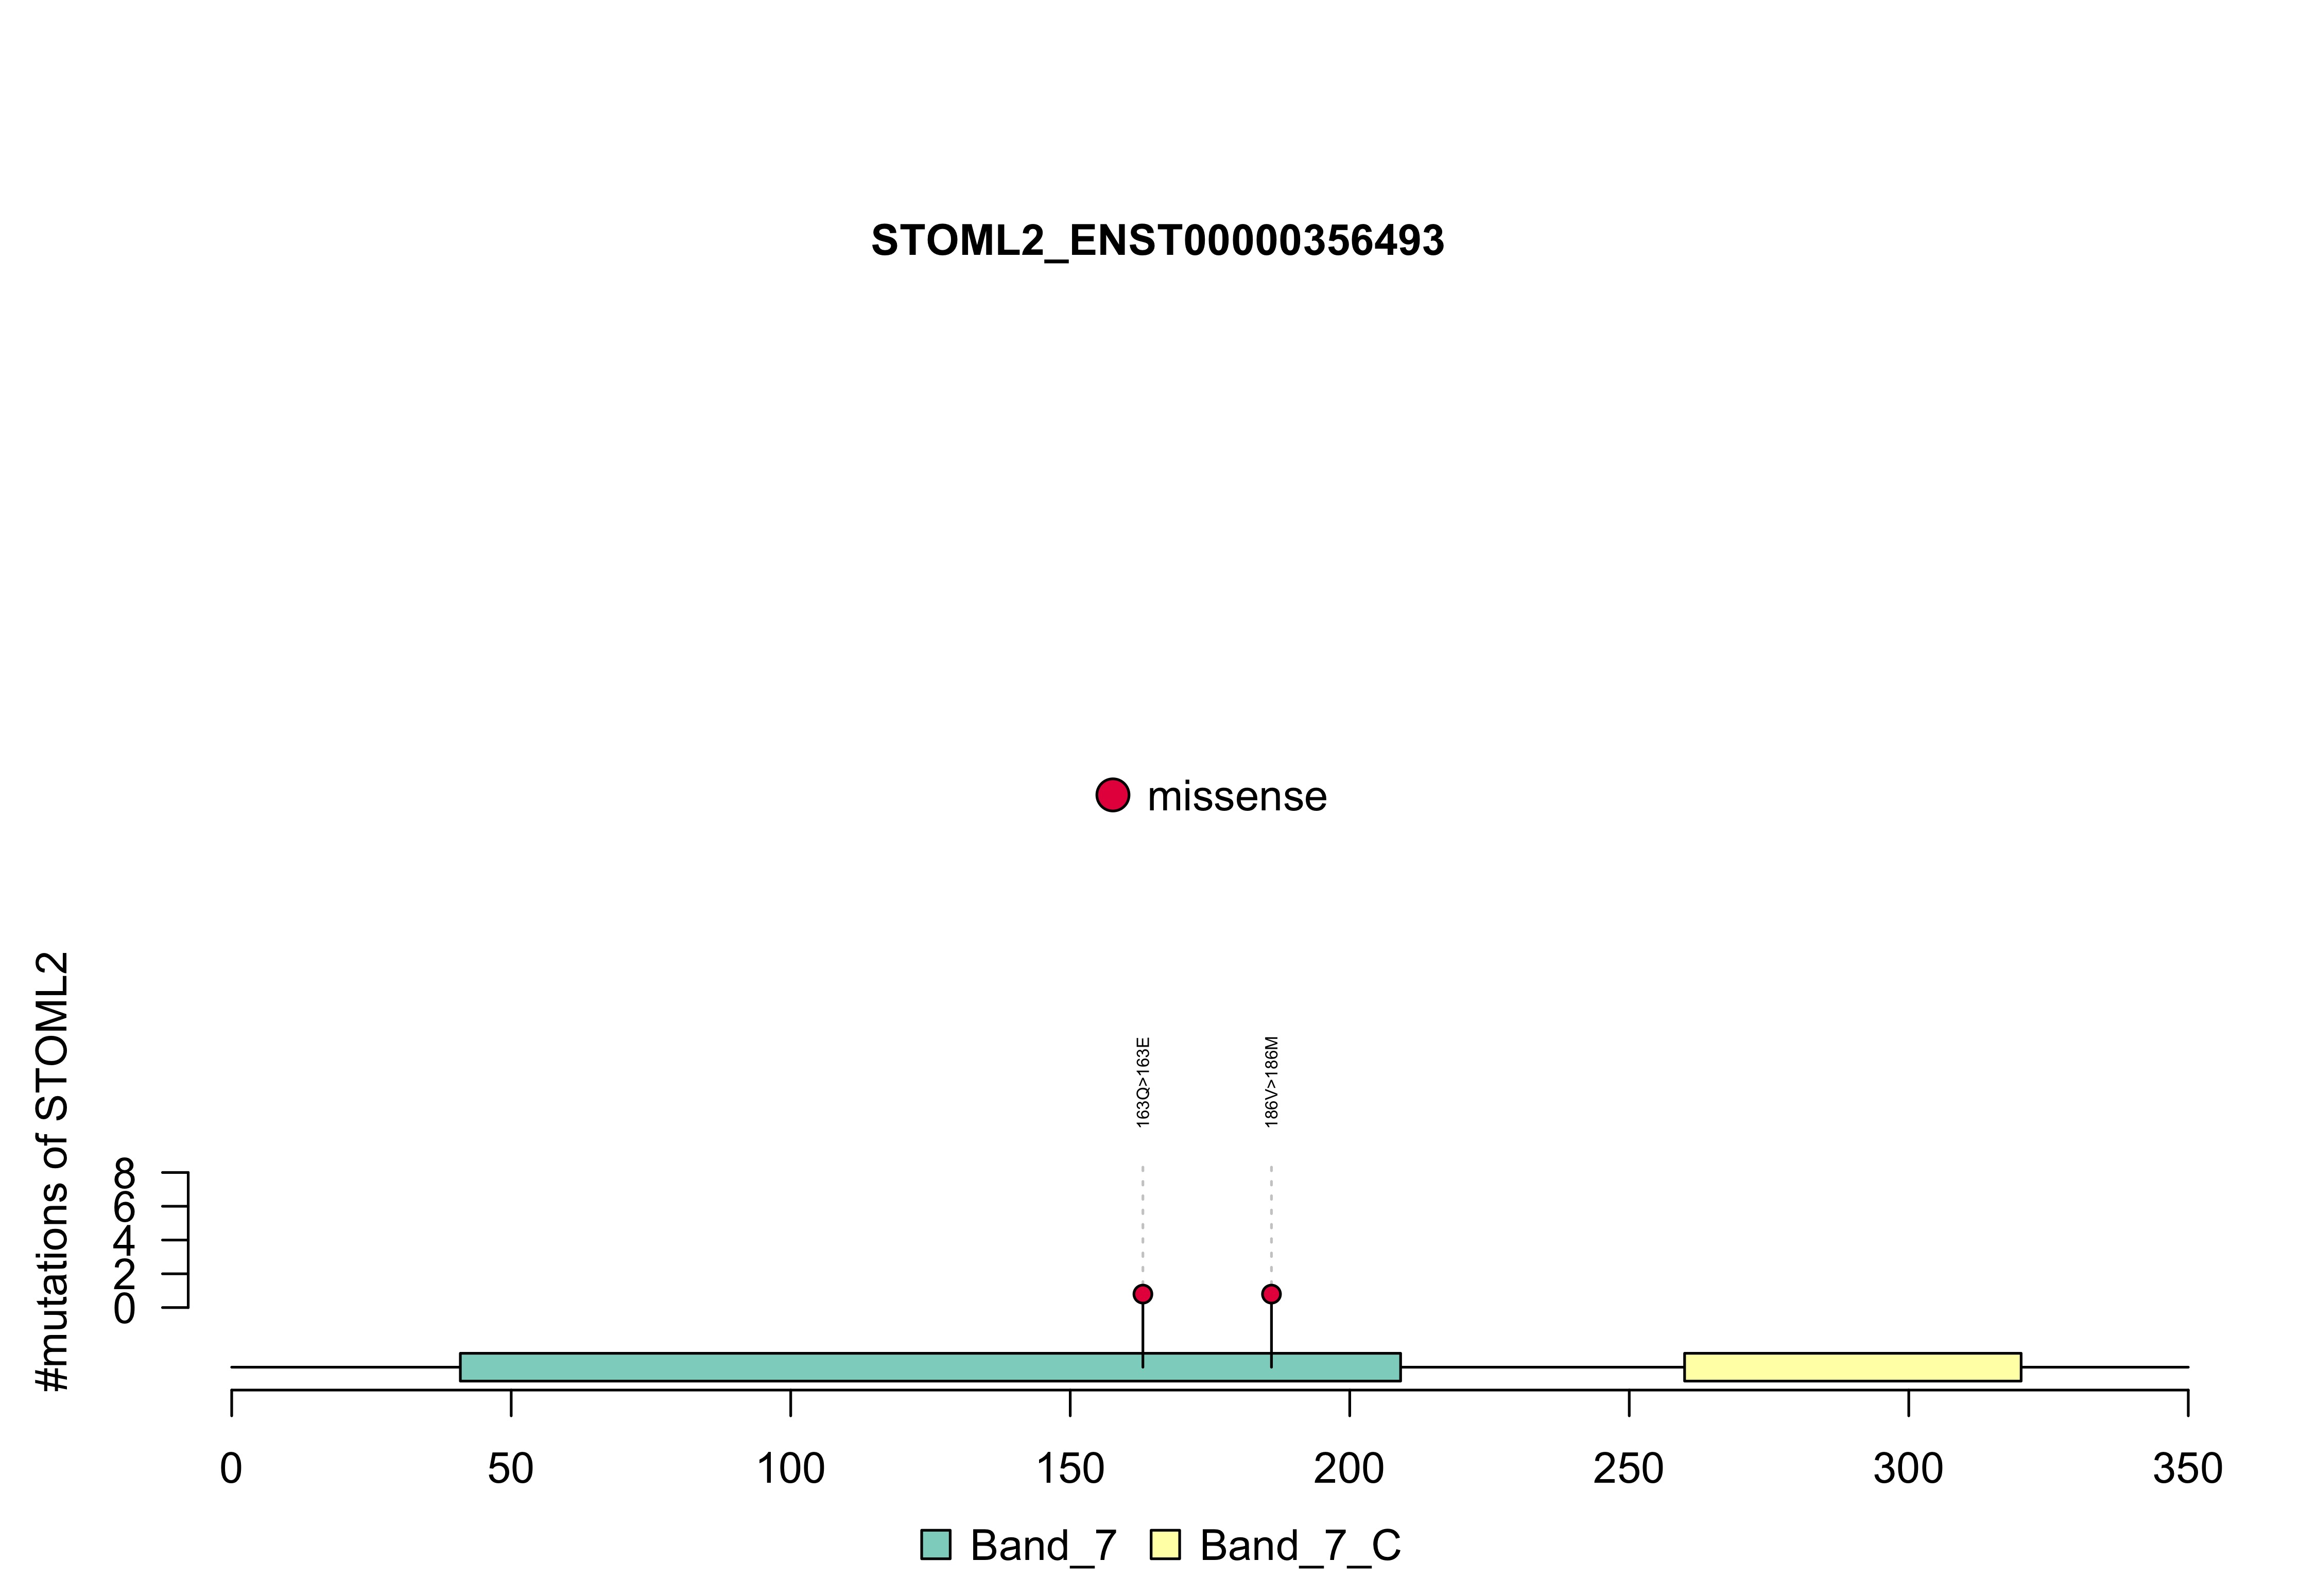 STOML2_ENST00000356493
missense
#mutations of STOML2
163Q>163E
186V>186M
8
6
4
2
0
0 50 100 150 200 250 300 350
Band_7 Band_7_C